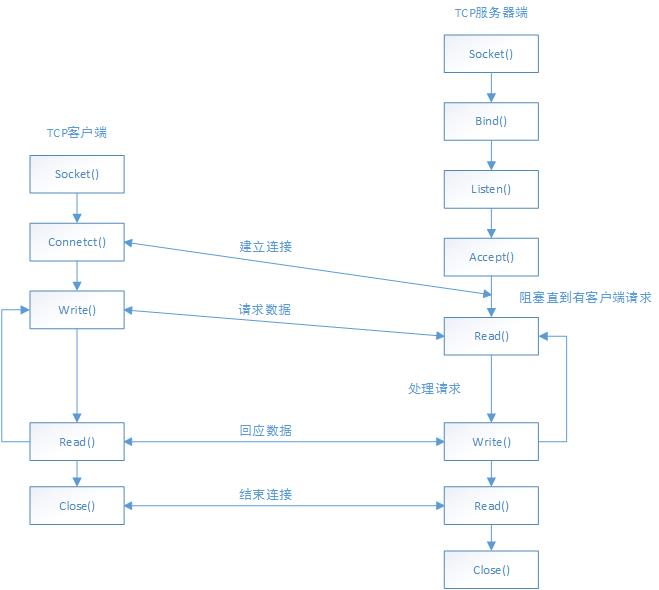 TCP服务器端
Socket()
Bind()
TCP客户端
Socket()
Listen()
Connetct()
建立连接
Accept()
阻塞直到有客户端请求
Write()
请求数据
Read()
处理请求
Read()
回应数据
Write()
Close()
结束连接
Read()
Close()